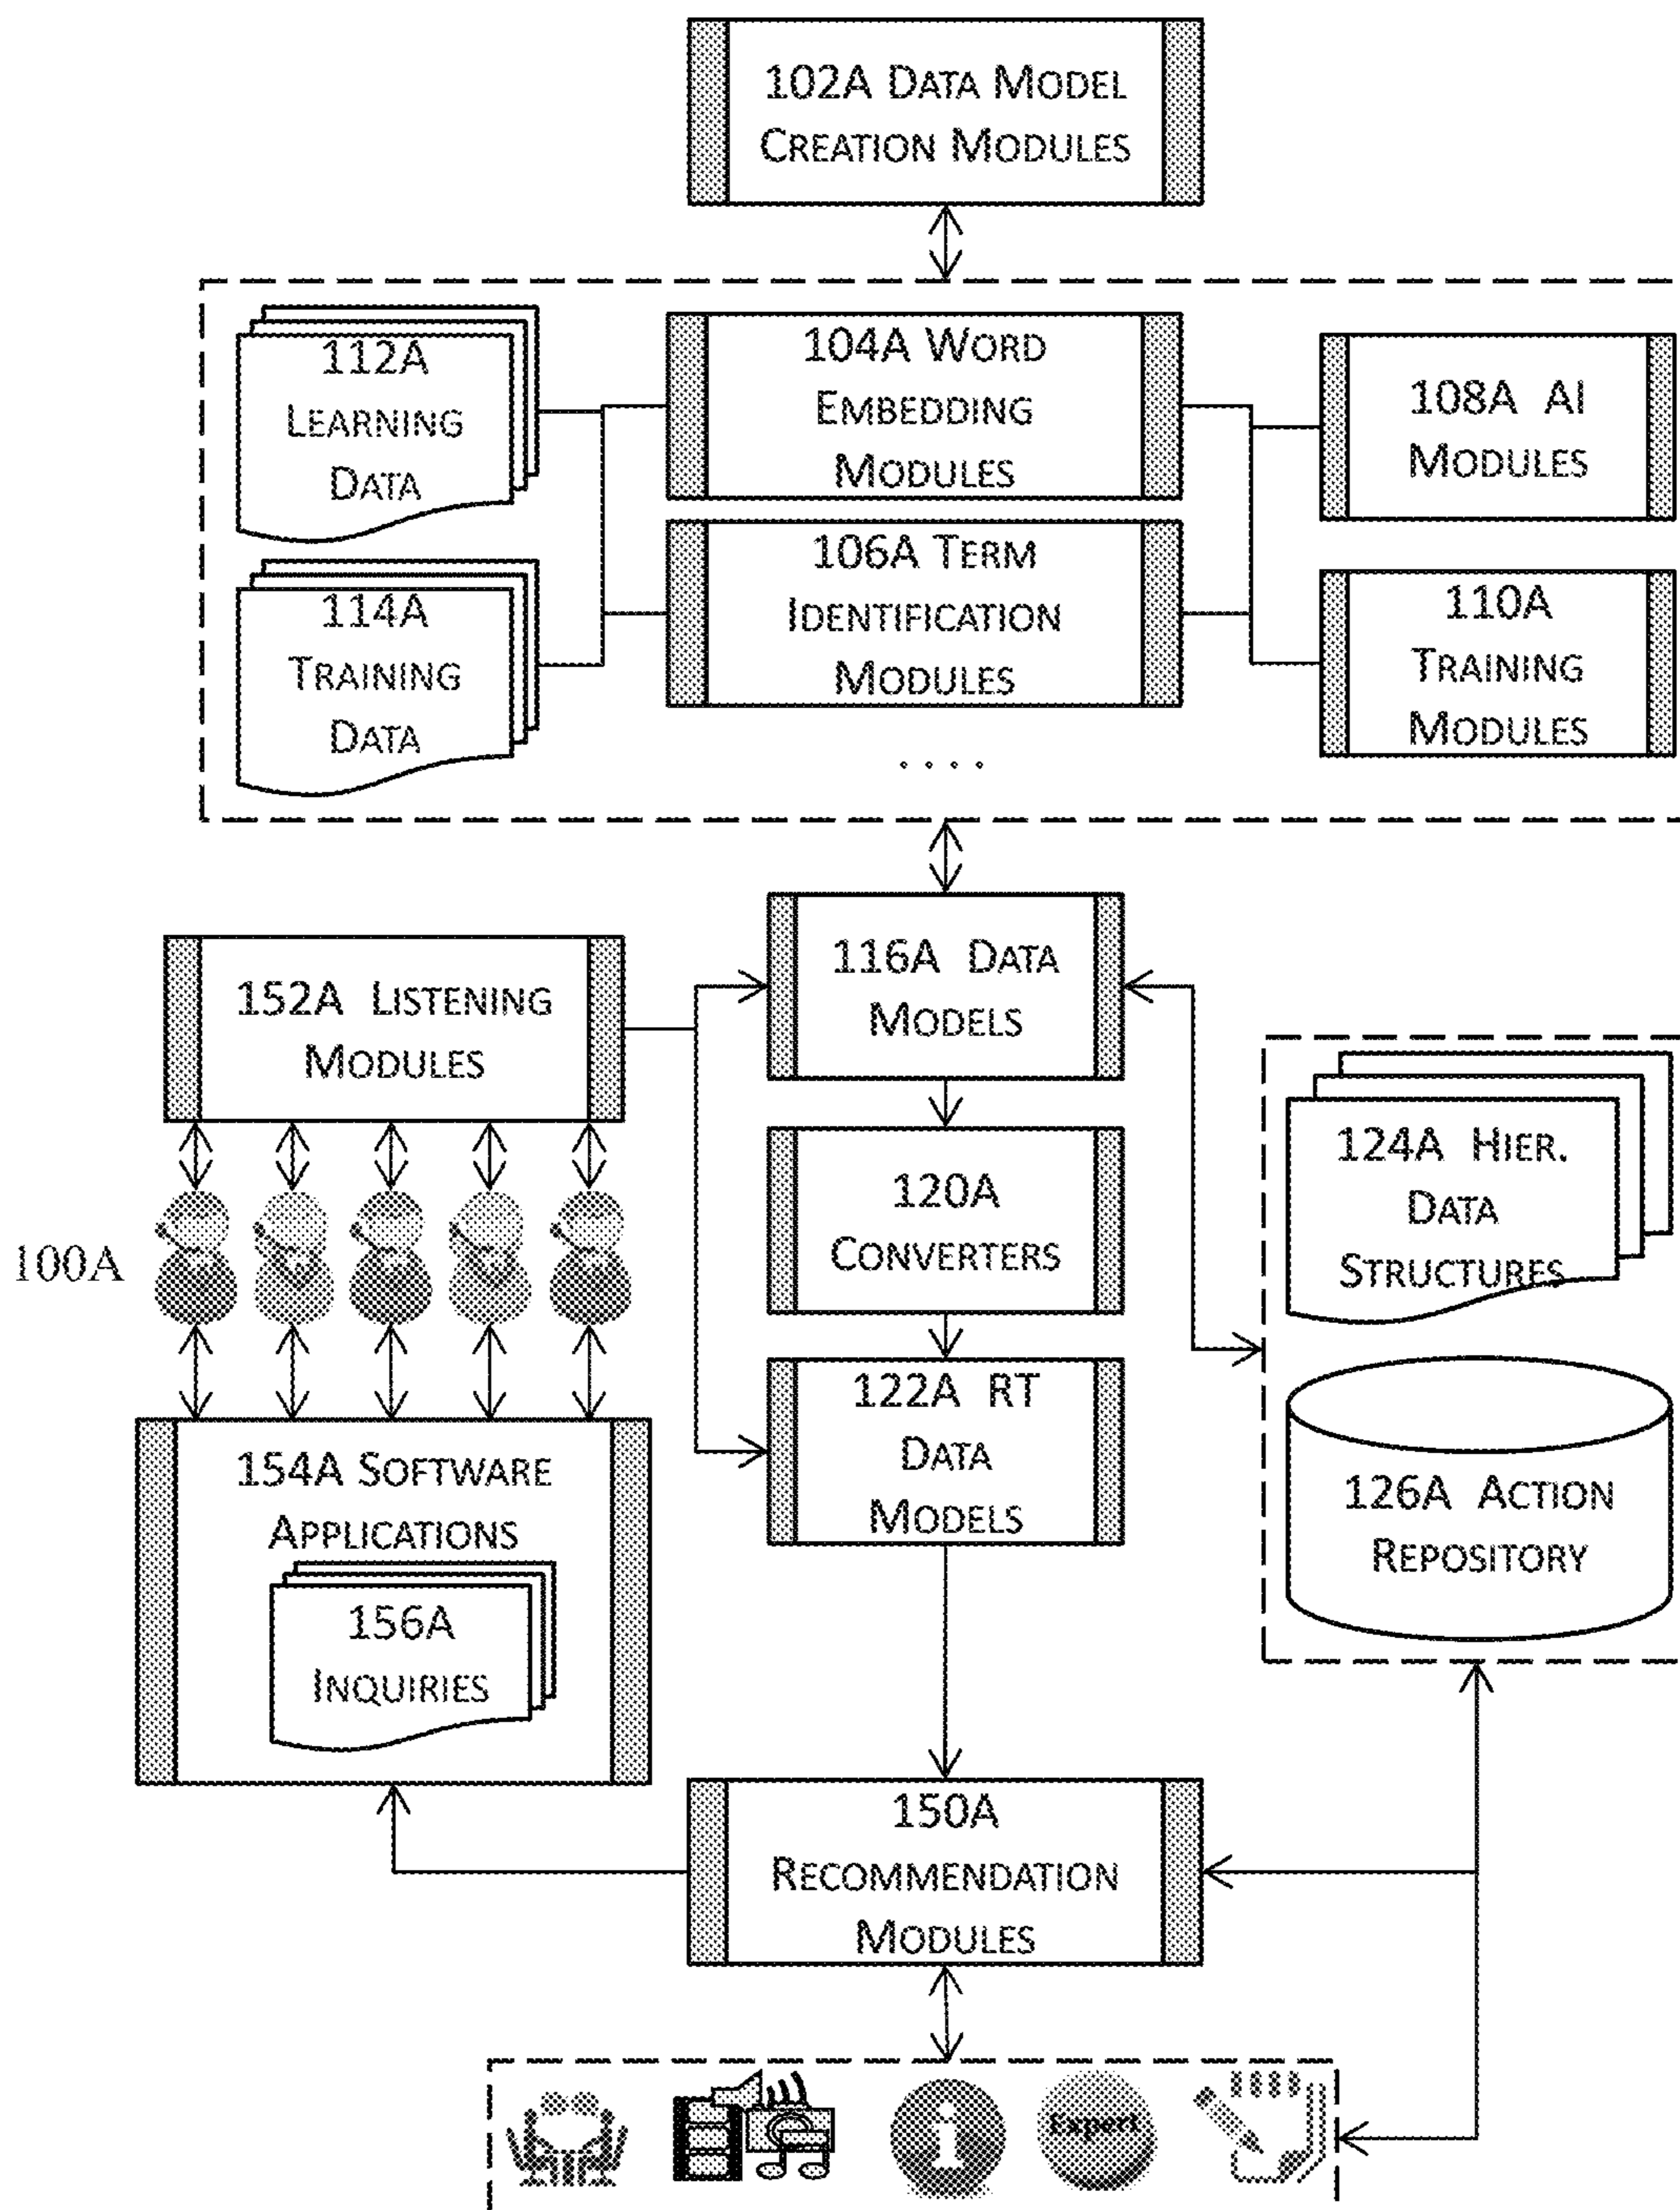 102A DATA MODEL
CREATION MODULES
112A
LEARNING
DATA
104A WORD
EMBEDDING
MODULES
108A AI
MODULES
114A
TRAINING
DATA
106A TERM
IDENTIFICATION
MODULES
110A
TRAINING
MODULES
. . . .
152A LISTENING
MODULES
116A DATA
MODELS
124A HIER.
DATA
STRUCTURES
120A
CONVERTERS
100A
122A RT
DATA
MODELS
126A ACTION
REPOSITORY
154A SOFTWARE
APPLICATIONS
156A
INQUIRIES
150A
RECOMMENDATION
MODULES
i
Expert